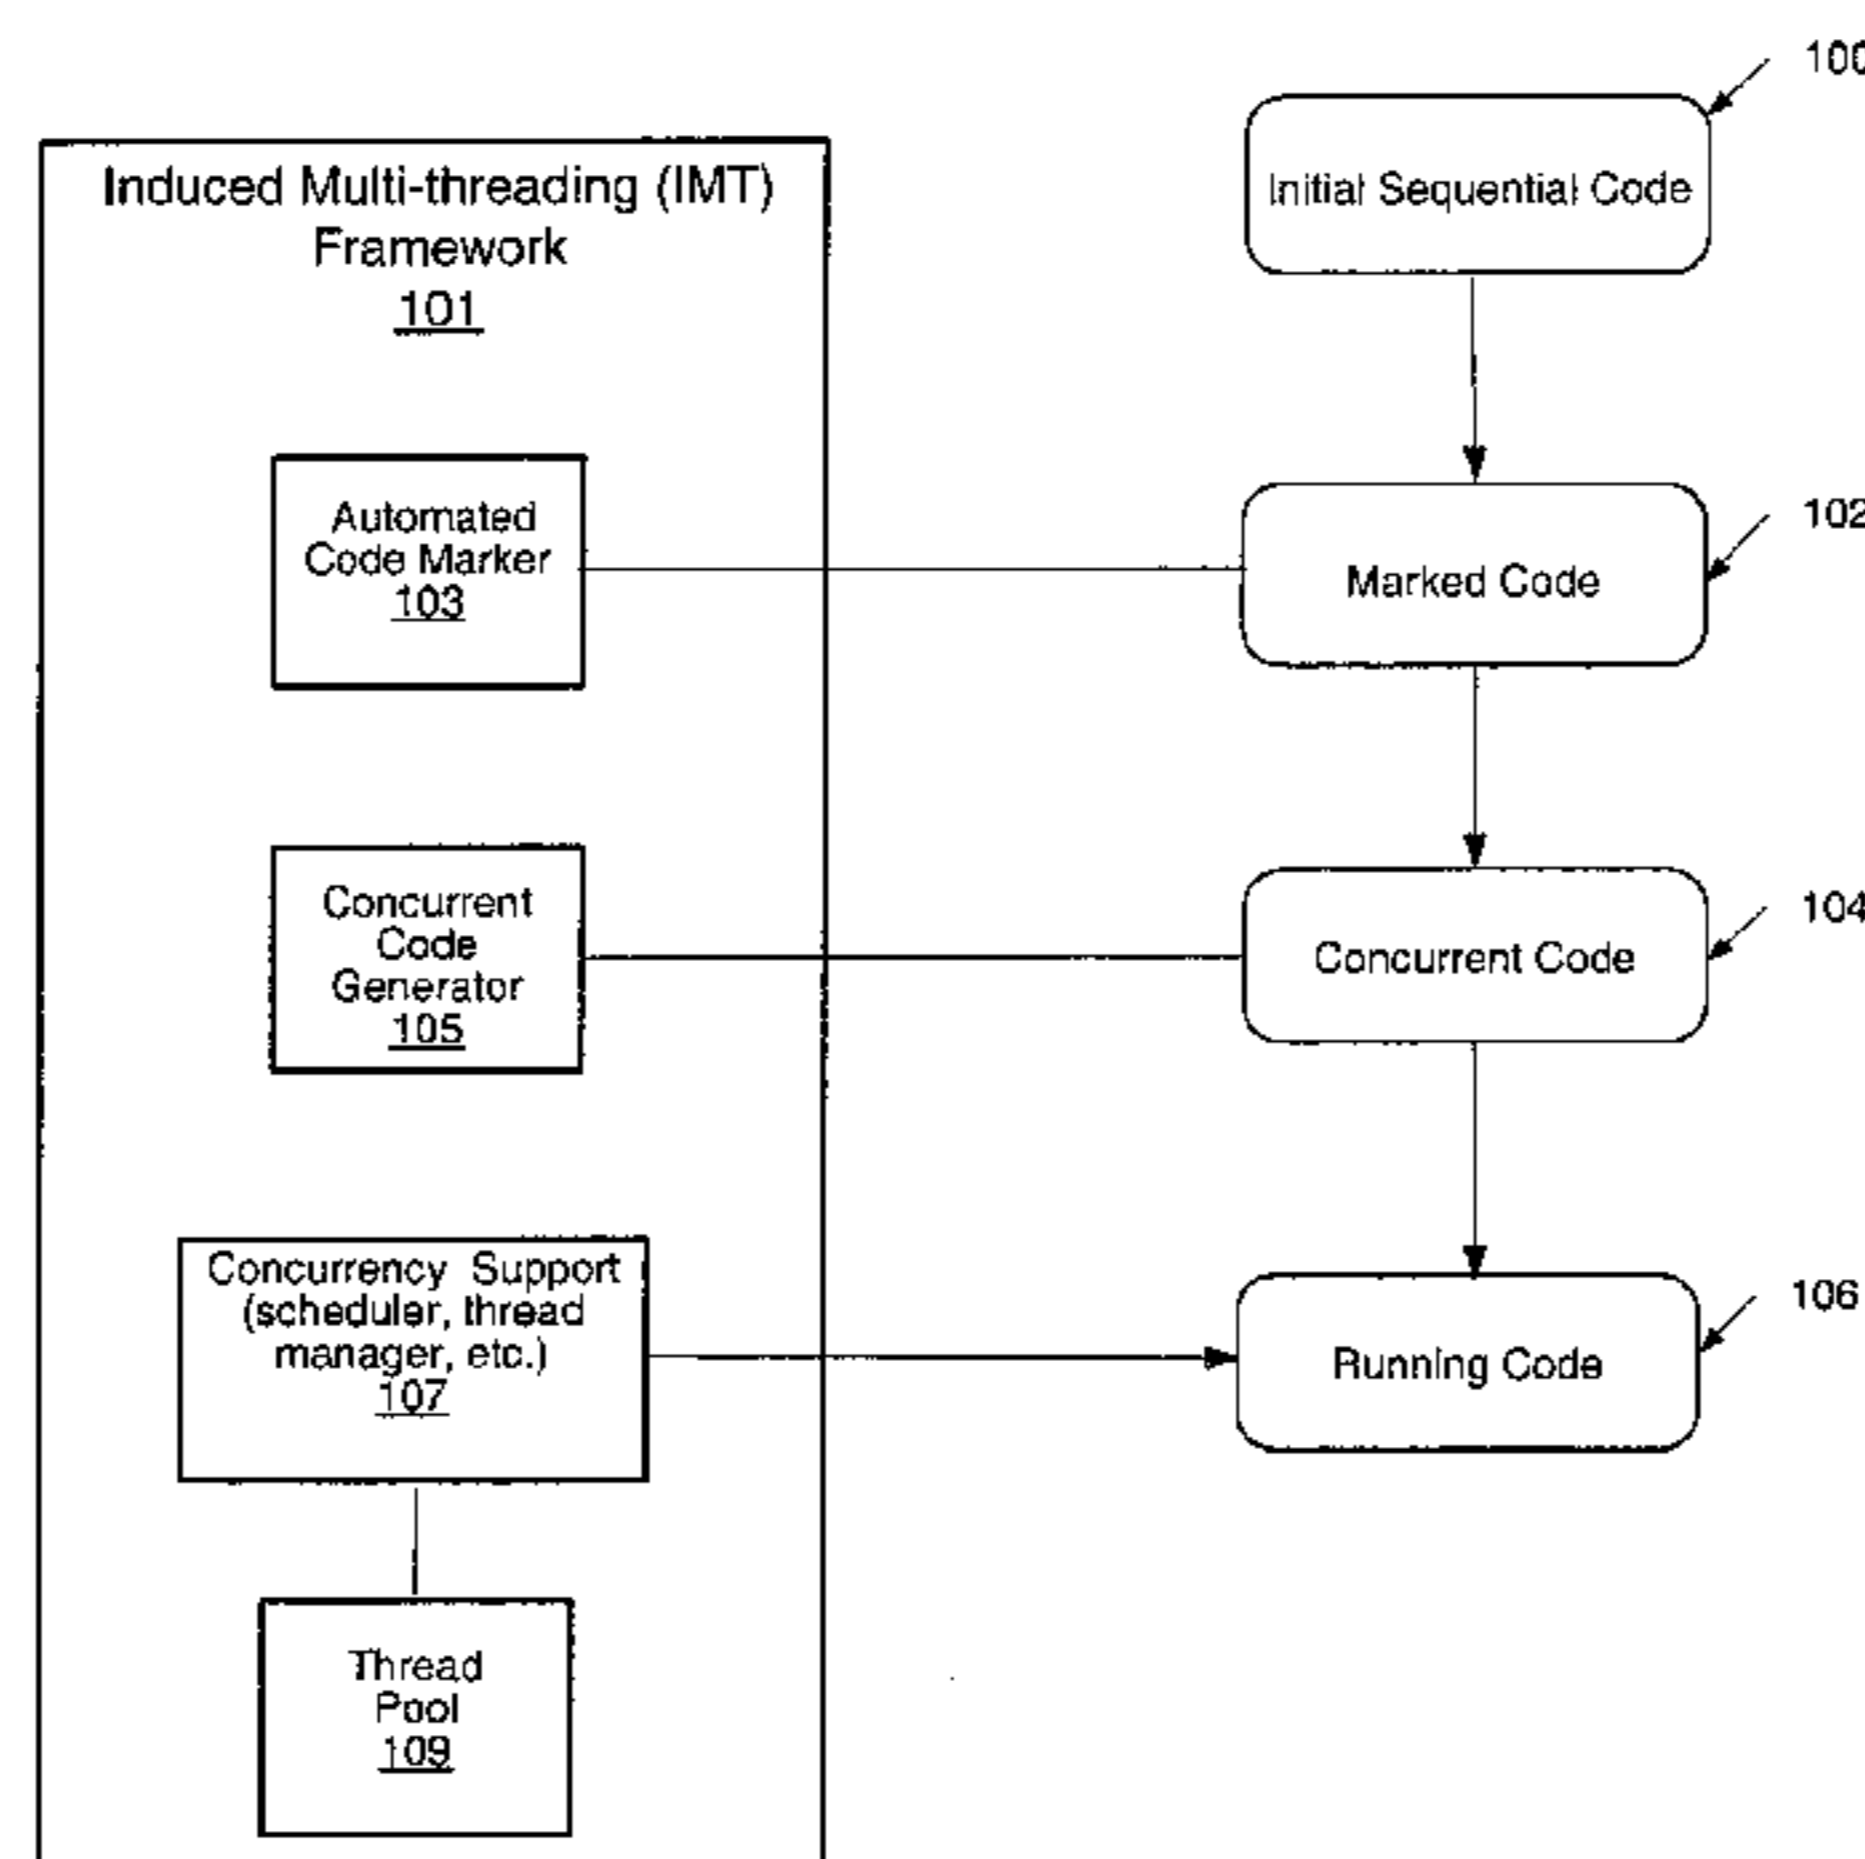 Induced Multi-threading (IMT)
Framework
101
Automated
Code Marker
103
Concurrent
Code
Generator
105
Concurrency Support
(scheduler, thread
manager, etc.)
107
Thread
Pool
109
100
Initial Sequential Code
102
Marked Code
104
Concurrent Code
106
Running Code